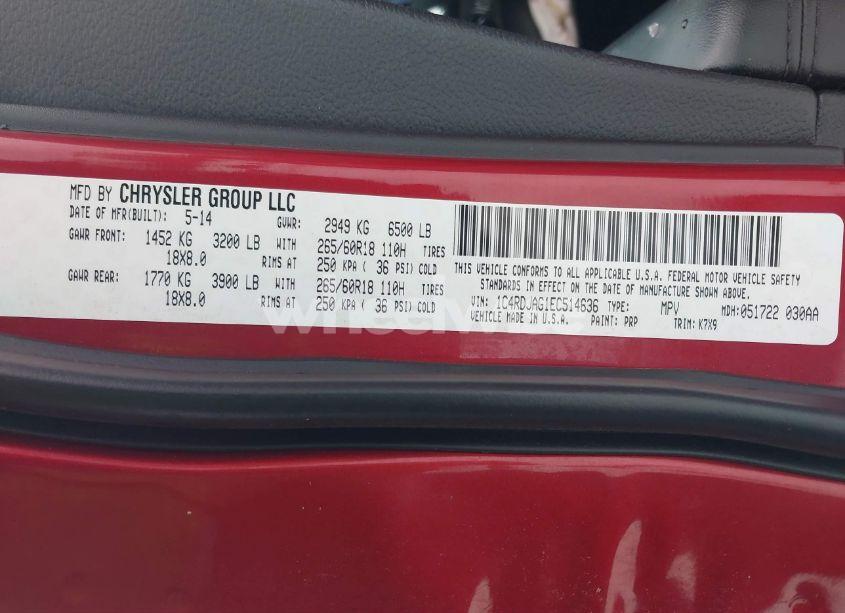 MFD BY CHRYSLER GROUP LLC
DATE OF MFR(BUILT): 5-14 GVWR: 2949 KG 6500 LB
GAWR FRONT: 1452 KG 3200 LB WITH 265/60R18 110H TIRES
18X8.0 RIMS AT 250 KPA ( 36 PSI) COLD
GAWR REAR: 1770 KG 3900 LB WITH 265/60R18 110H TIRES
18X8.0 RIMS AT 250 KPA ( 36 PSI) COLD
THIS VEHICLE CONFORMS TO ALL APPLICABLE U.S.A. FEDERAL MOTOR VEHICLE SAFETY
STANDARDS IN EFFECT ON THE DATE OF MANUFACTURE SHOWN ABOVE.
VIN: 1C4RDJAG1EC514636 TYPE: MPV MDH:051722 030AA
VEHICLE MADE IN U.S.A. PAINT: PRP TRIM: K7X9